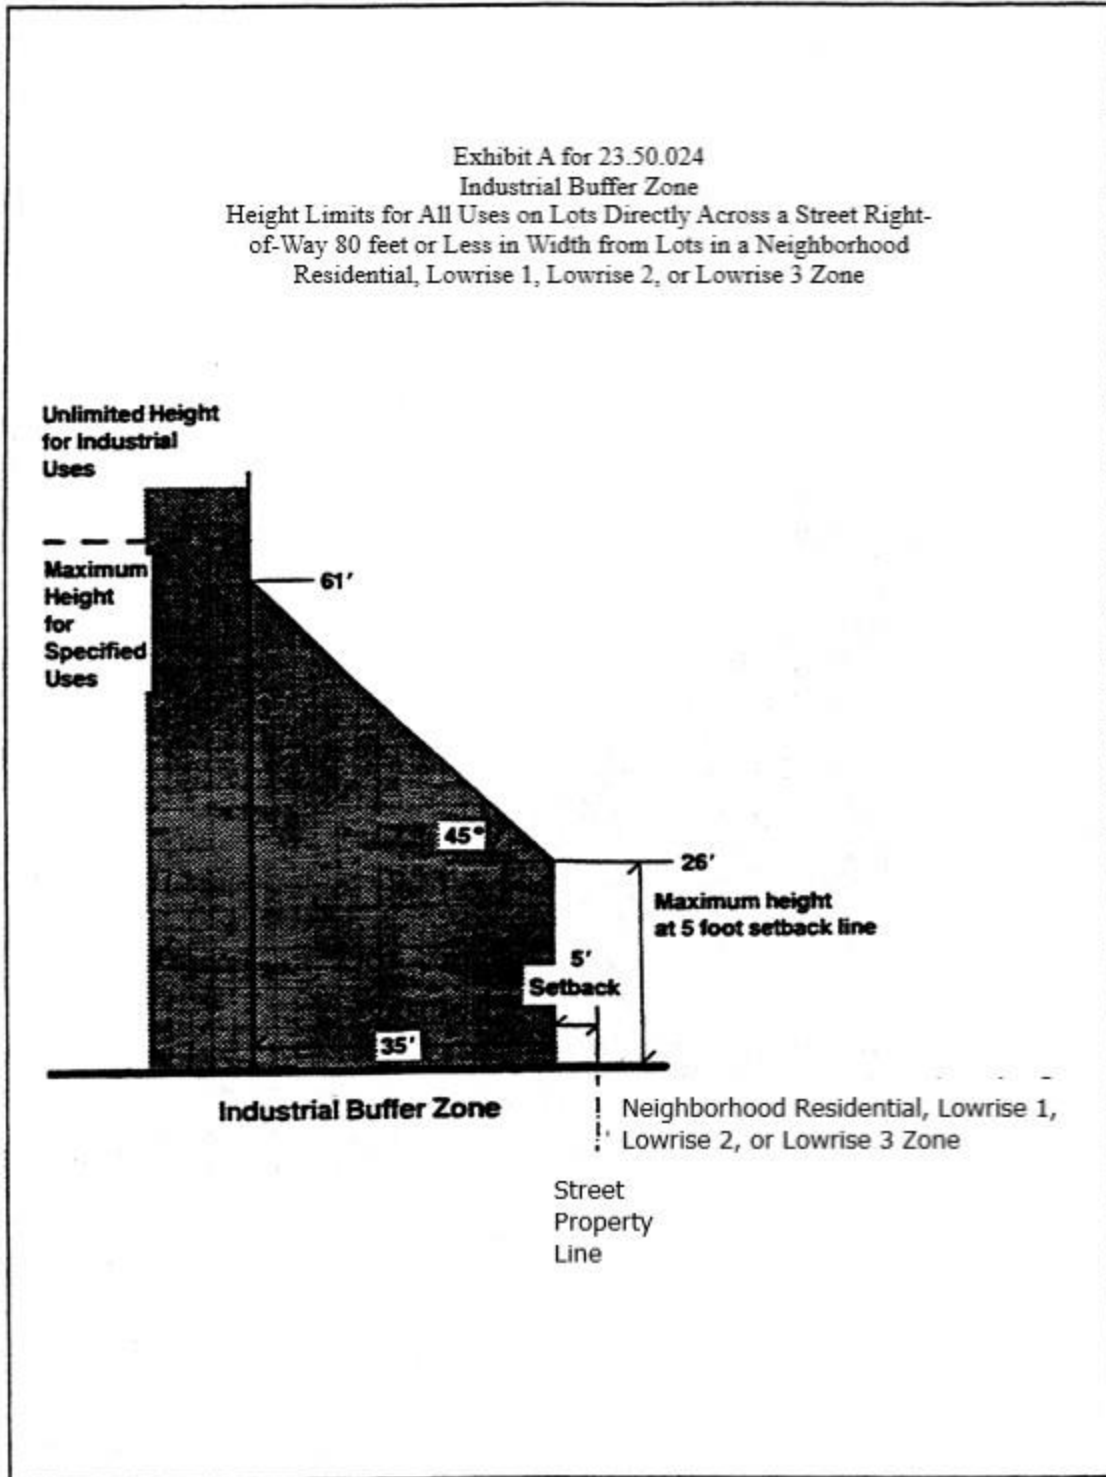 Exhibit A for 23.50.024
Industrial Buffer Zone
Height Limits for All Uses on Lots Directly Across a Street Right-
of-Way 80 feet or Less in Width from Lots in a Neighborhood
Residential, Lowrise 1, Lowrise 2, or Lowrise 3 Zone
Unlimited Height
for Industrial
Uses
Maximum
Height
for
Specified
Uses
61'
45°
26'
Maximum height
at 5 foot setback line
5'
Setback
35'
Industrial Buffer Zone
Neighborhood Residential, Lowrise 1,
Lowrise 2, or Lowrise 3 Zone
Street
Property
Line